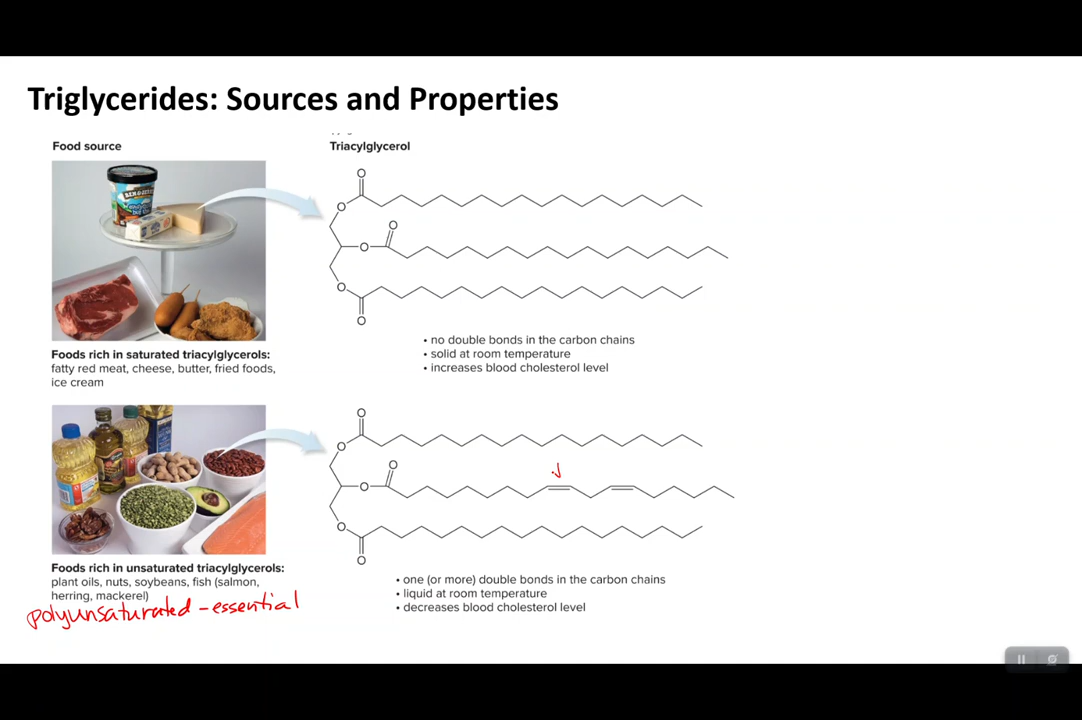 Triglycerides: Sources and Properties
Food source
Triacylglycerol
BEN & JERRY'S
O
O
O
O
O
O
• no double bonds in the carbon chains
• solid at room temperature
• increases blood cholesterol level
Foods rich in saturated triacylglycerols:
fatty red meat, cheese, butter, fried foods,
ice cream
O
O
O
O
O
O
• one (or more) double bonds in the carbon chains
• liquid at room temperature
• decreases blood cholesterol level
Foods rich in unsaturated triacylglycerols:
plant oils, nuts, soybeans, fish (salmon,
herring, mackerel)
polyunsaturated - essential